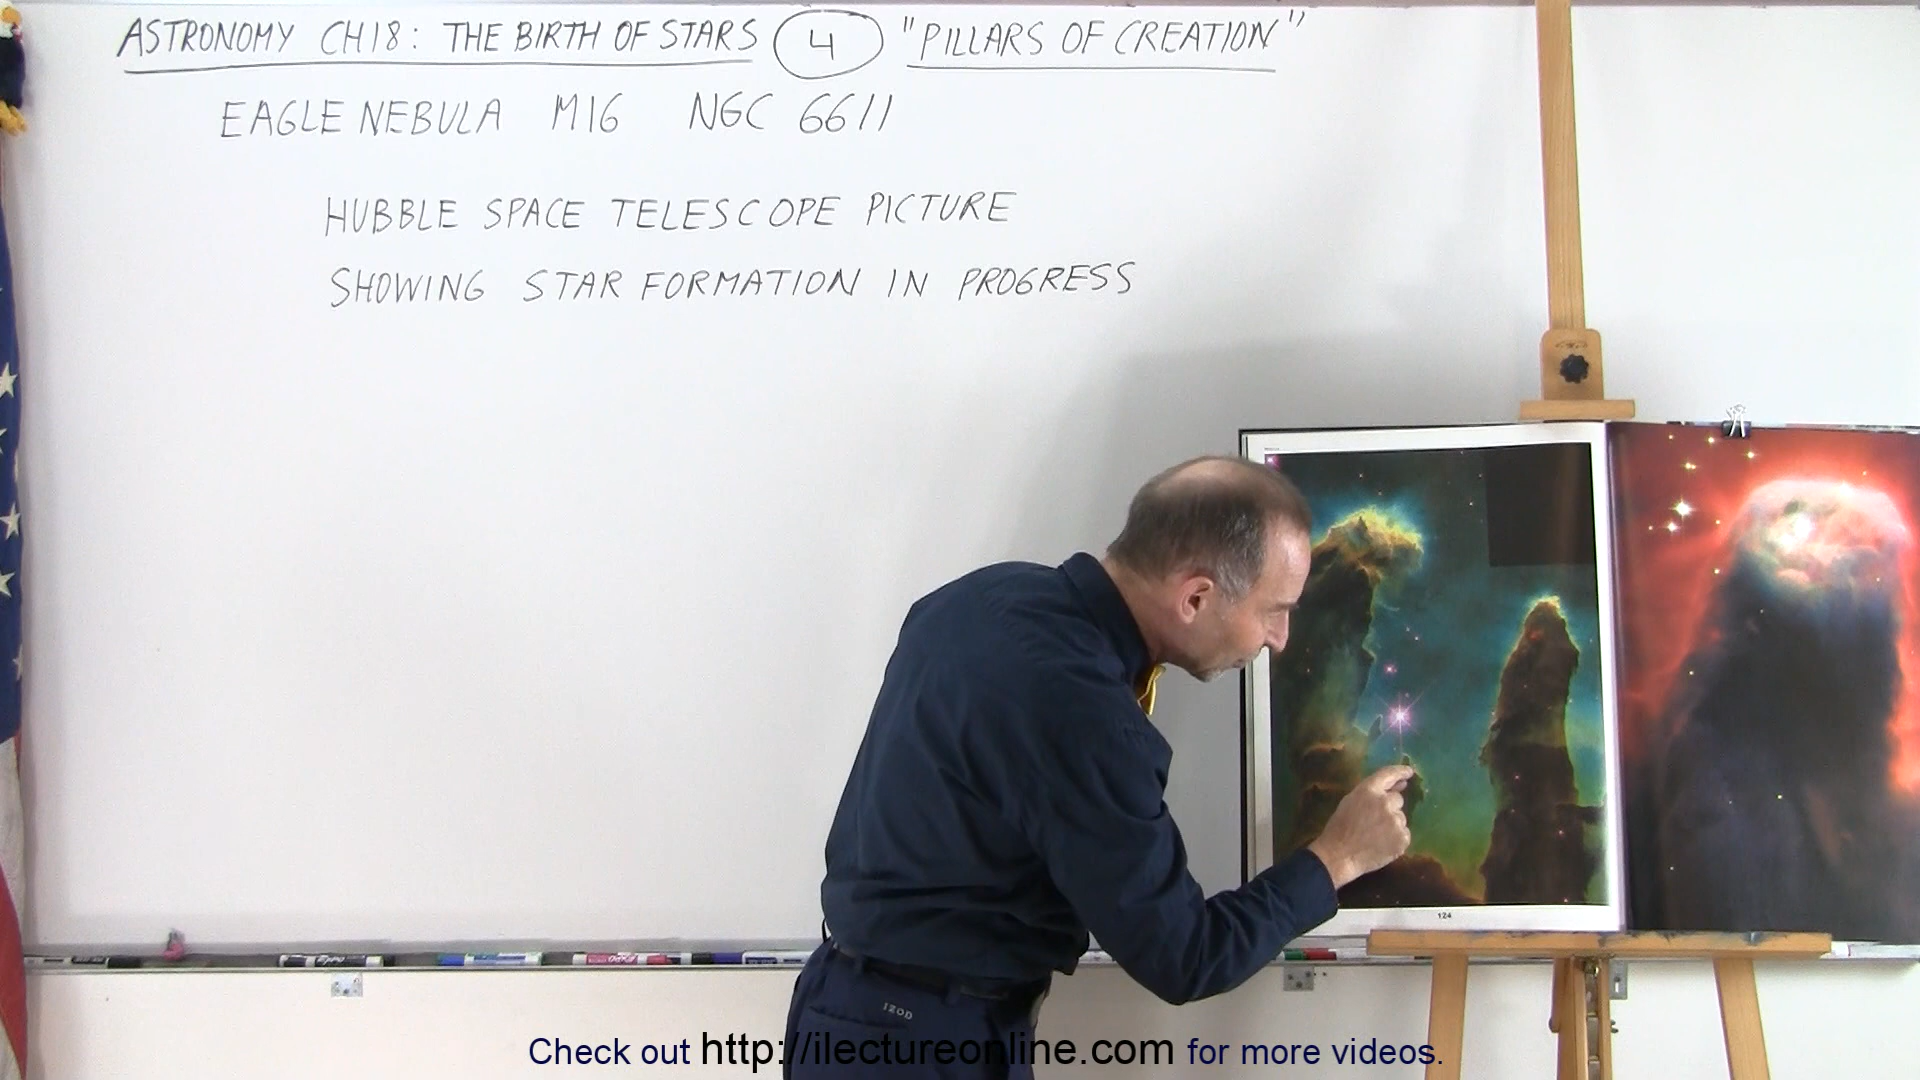 ASTRONOMY CH18: THE BIRTH OF STARS 4 "PILLARS OF CREATION"
EAGLE NEBULA M16 NGC 6611
HUBBLE SPACE TELESCOPE PICTURE
SHOWING STAR FORMATION IN PROGRESS
124
IZOD
Check out http://ilectureonline.com for more videos.